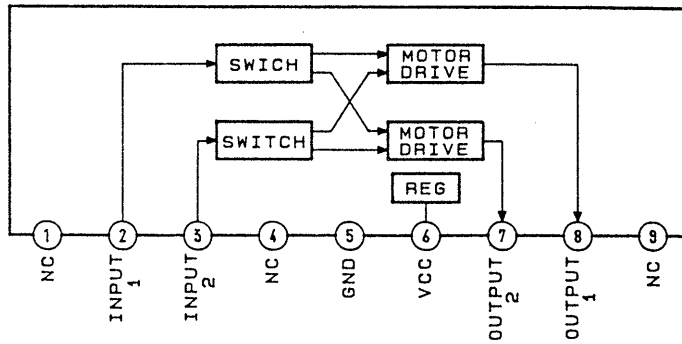 SWICH
MOTOR
DRIVE
SWITCH
MOTOR
DRIVE
REG
1 2 3 4 5 6 7 8 9
NC
INPUT 1
INPUT 2
NC
GND
VCC
OUTPUT 2
OUTPUT 1
NC